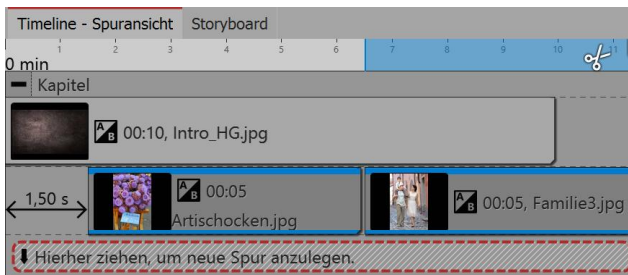 Timeline - Spuransicht Storyboard
1 2 3 4 5 6 7 8 9 10 11
0 min
Kapitel
A B 00:10, Intro_HG.jpg
1,50 s
A B 00:05
Artischocken.jpg
A B 00:05, Familie3.jpg
Hierher ziehen, um neue Spur anzulegen.